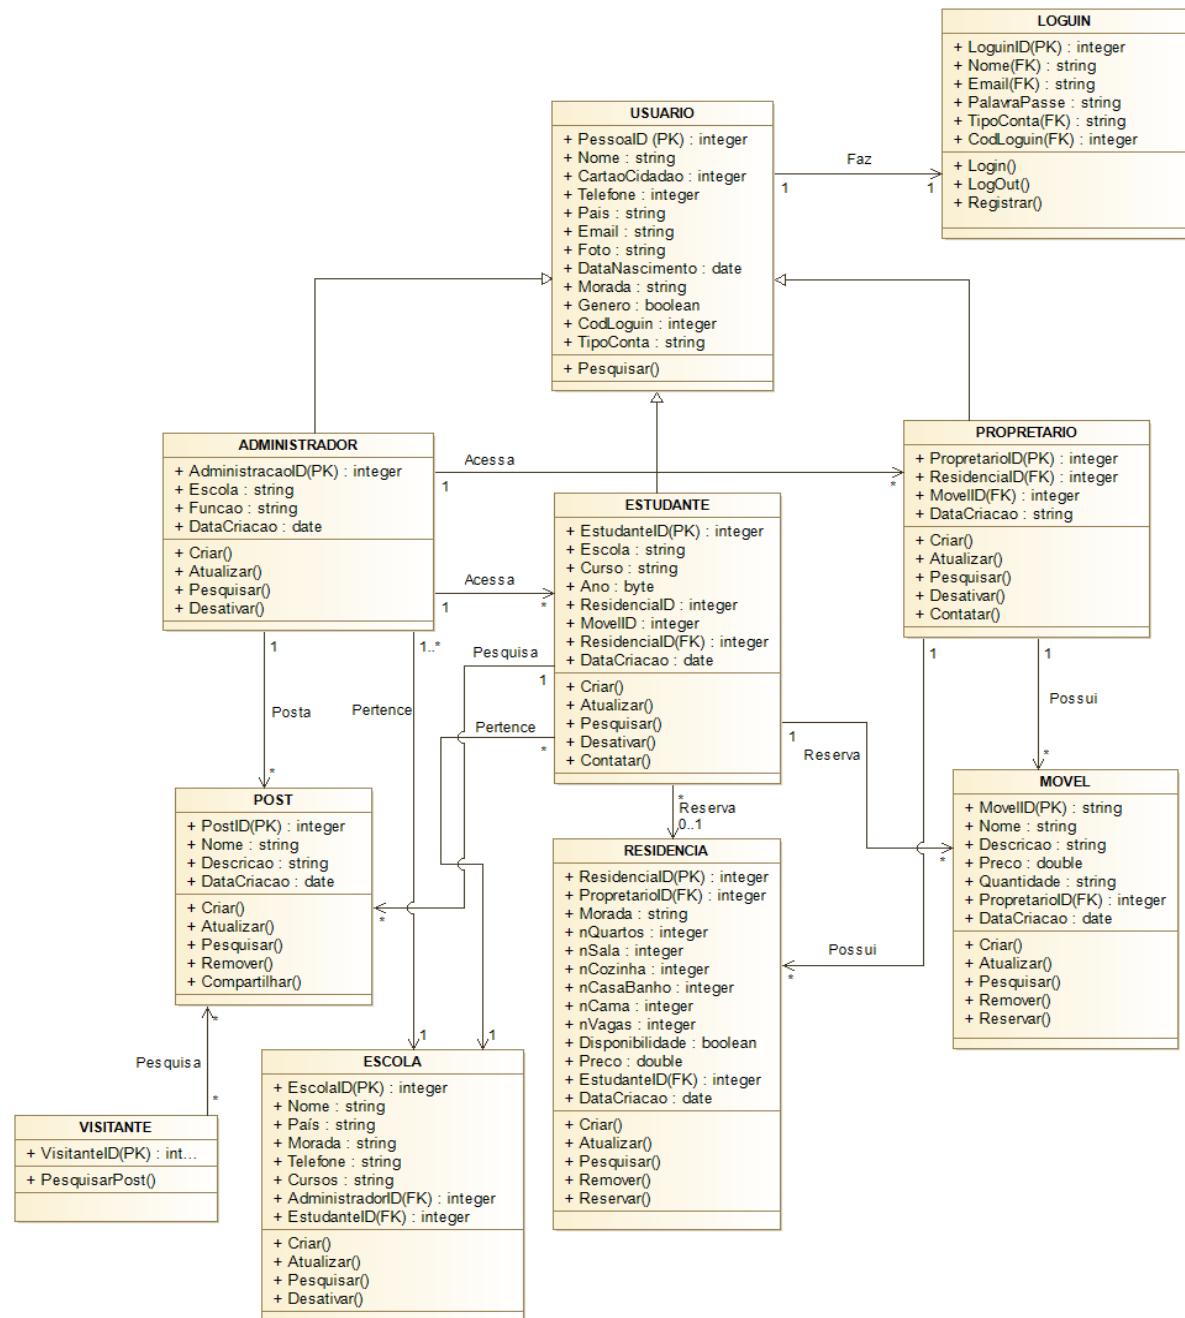 LOGUIN
+ LoguinID(PK) : integer
+ Nome(FK) : string
+ Email(FK) : string
+ PalavraPasse : string
+ TipoConta(FK) : string
+ CodLoguin(FK) : integer
+ Login()
+ LogOut()
+ Registrar()
USUARIO
+ PessoaID (PK) : integer
+ Nome : string
+ CartaoCidadao : integer
+ Telefone : integer
+ Pais : string
+ Email : string
+ Foto : string
+ DataNascimento : date
+ Morada : string
+ Genero : boolean
+ CodLoguin : integer
+ TipoConta : string
+ Pesquisar()
Faz
1
1
ADMINISTRADOR
+ AdministracaoID(PK) : integer
+ Escola : string
+ Funcao : string
+ DataCriacao : date
+ Criar()
+ Atualizar()
+ Pesquisar()
+ Desativar()
Acessa
1
*
PROPRETARIO
+ PropretarioID(PK) : integer
+ ResidenciaID(FK) : integer
+ MovelID(FK) : integer
+ DataCriacao : string
+ Criar()
+ Atualizar()
+ Pesquisar()
+ Desativar()
+ Contatar()
ESTUDANTE
+ EstudanteID(PK) : integer
+ Escola : string
+ Curso : string
+ Ano : byte
+ ResidenciaID : integer
+ MovelID : integer
+ ResidenciaID(FK) : integer
+ DataCriacao : date
+ Criar()
+ Atualizar()
+ Pesquisar()
+ Desativar()
+ Contatar()
Acessa
1
*
1
1..*
Pesquisa
1
Posta
Pertence
Pertence
*
1
Reserva
1
1
Possui
*
*
*
Reserva
0..1
POST
+ PostID(PK) : integer
+ Nome : string
+ Descricao : string
+ DataCriacao : date
+ Criar()
+ Atualizar()
+ Pesquisar()
+ Remover()
+ Compartilhar()
*
MOVEL
+ MovelID(PK) : string
+ Nome : string
+ Descricao : string
+ Preco : double
+ Quantidade : string
+ PropretarioID(FK) : integer
+ DataCriacao : date
+ Criar()
+ Atualizar()
+ Pesquisar()
+ Remover()
+ Reservar()
*
RESIDENCIA
+ ResidenciaID(PK) : integer
+ PropretarioID(FK) : integer
+ Morada : string
+ nQuartos : integer
+ nSala : integer
+ nCozinha : integer
+ nCasaBanho : integer
+ nCama : integer
+ nVagas : integer
+ Disponibilidade : boolean
+ Preco : double
+ EstudanteID(FK) : integer
+ DataCriacao : date
+ Criar()
+ Atualizar()
+ Pesquisar()
+ Remover()
+ Reservar()
Possui
*
*
Pesquisa
*
1
1
ESCOLA
+ EscolaID(PK) : integer
+ Nome : string
+ País : string
+ Morada : string
+ Telefone : string
+ Cursos : string
+ AdministradorID(FK) : integer
+ EstudanteID(FK) : integer
+ Criar()
+ Atualizar()
+ Pesquisar()
+ Desativar()
VISITANTE
+ VisitanteID(PK) : int...
+ PesquisarPost()